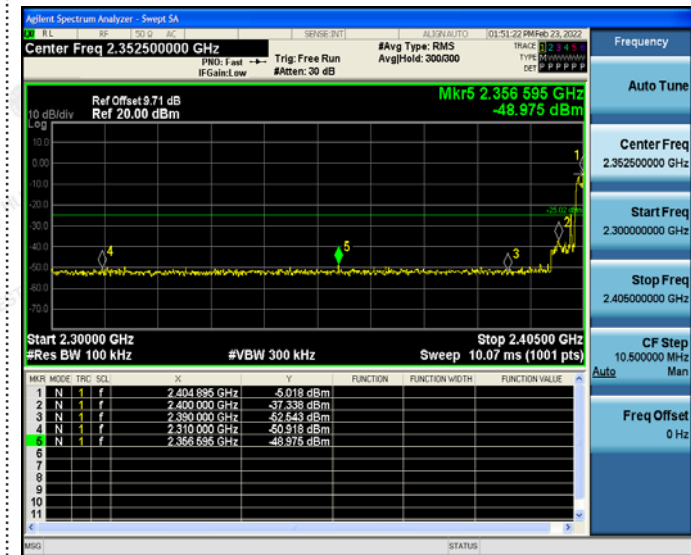 Agilent Spectrum Analyzer - Swept SA
RL RF 50 Ω AC SENSE:INT ALIGN AUTO 01:51:22 PM Feb 23, 2022
Center Freq 2.352500000 GHz
PNO: Fast
IFGain:Low
Trig: Free Run
#Atten: 30 dB
#Avg Type: RMS
Avg|Hold: 300/300
TRACE 1 2 3 4 5 6
TYPE M W W W W W
DET P P P P P P
Mkr5 2.356 595 GHz
-48.975 dBm
Ref Offset 9.71 dB
Ref 20.00 dBm
10 dB/div
Log
10.0
0.00
-10.0
-20.0
-30.0
-40.0
-50.0
-60.0
-70.0
1
-25.02 dBm
2
3
4
5
Start 2.30000 GHz
Stop 2.40500 GHz
#Res BW 100 kHz
#VBW 300 kHz
Sweep 10.07 ms (1001 pts)
MKR MODE TRC SCL X Y FUNCTION FUNCTION WIDTH FUNCTION VALUE
1 N 1 f 2.404 895 GHz -5.018 dBm
2 N 1 f 2.400 000 GHz -37.338 dBm
3 N 1 f 2.390 000 GHz -52.543 dBm
4 N 1 f 2.310 000 GHz -50.918 dBm
5 N 1 f 2.356 595 GHz -48.975 dBm
6
7
8
9
10
11
MSG
STATUS
Frequency
Auto Tune
Center Freq
2.352500000 GHz
Start Freq
2.300000000 GHz
Stop Freq
2.405000000 GHz
CF Step
10.500000 MHz
Auto Man
Freq Offset
0 Hz